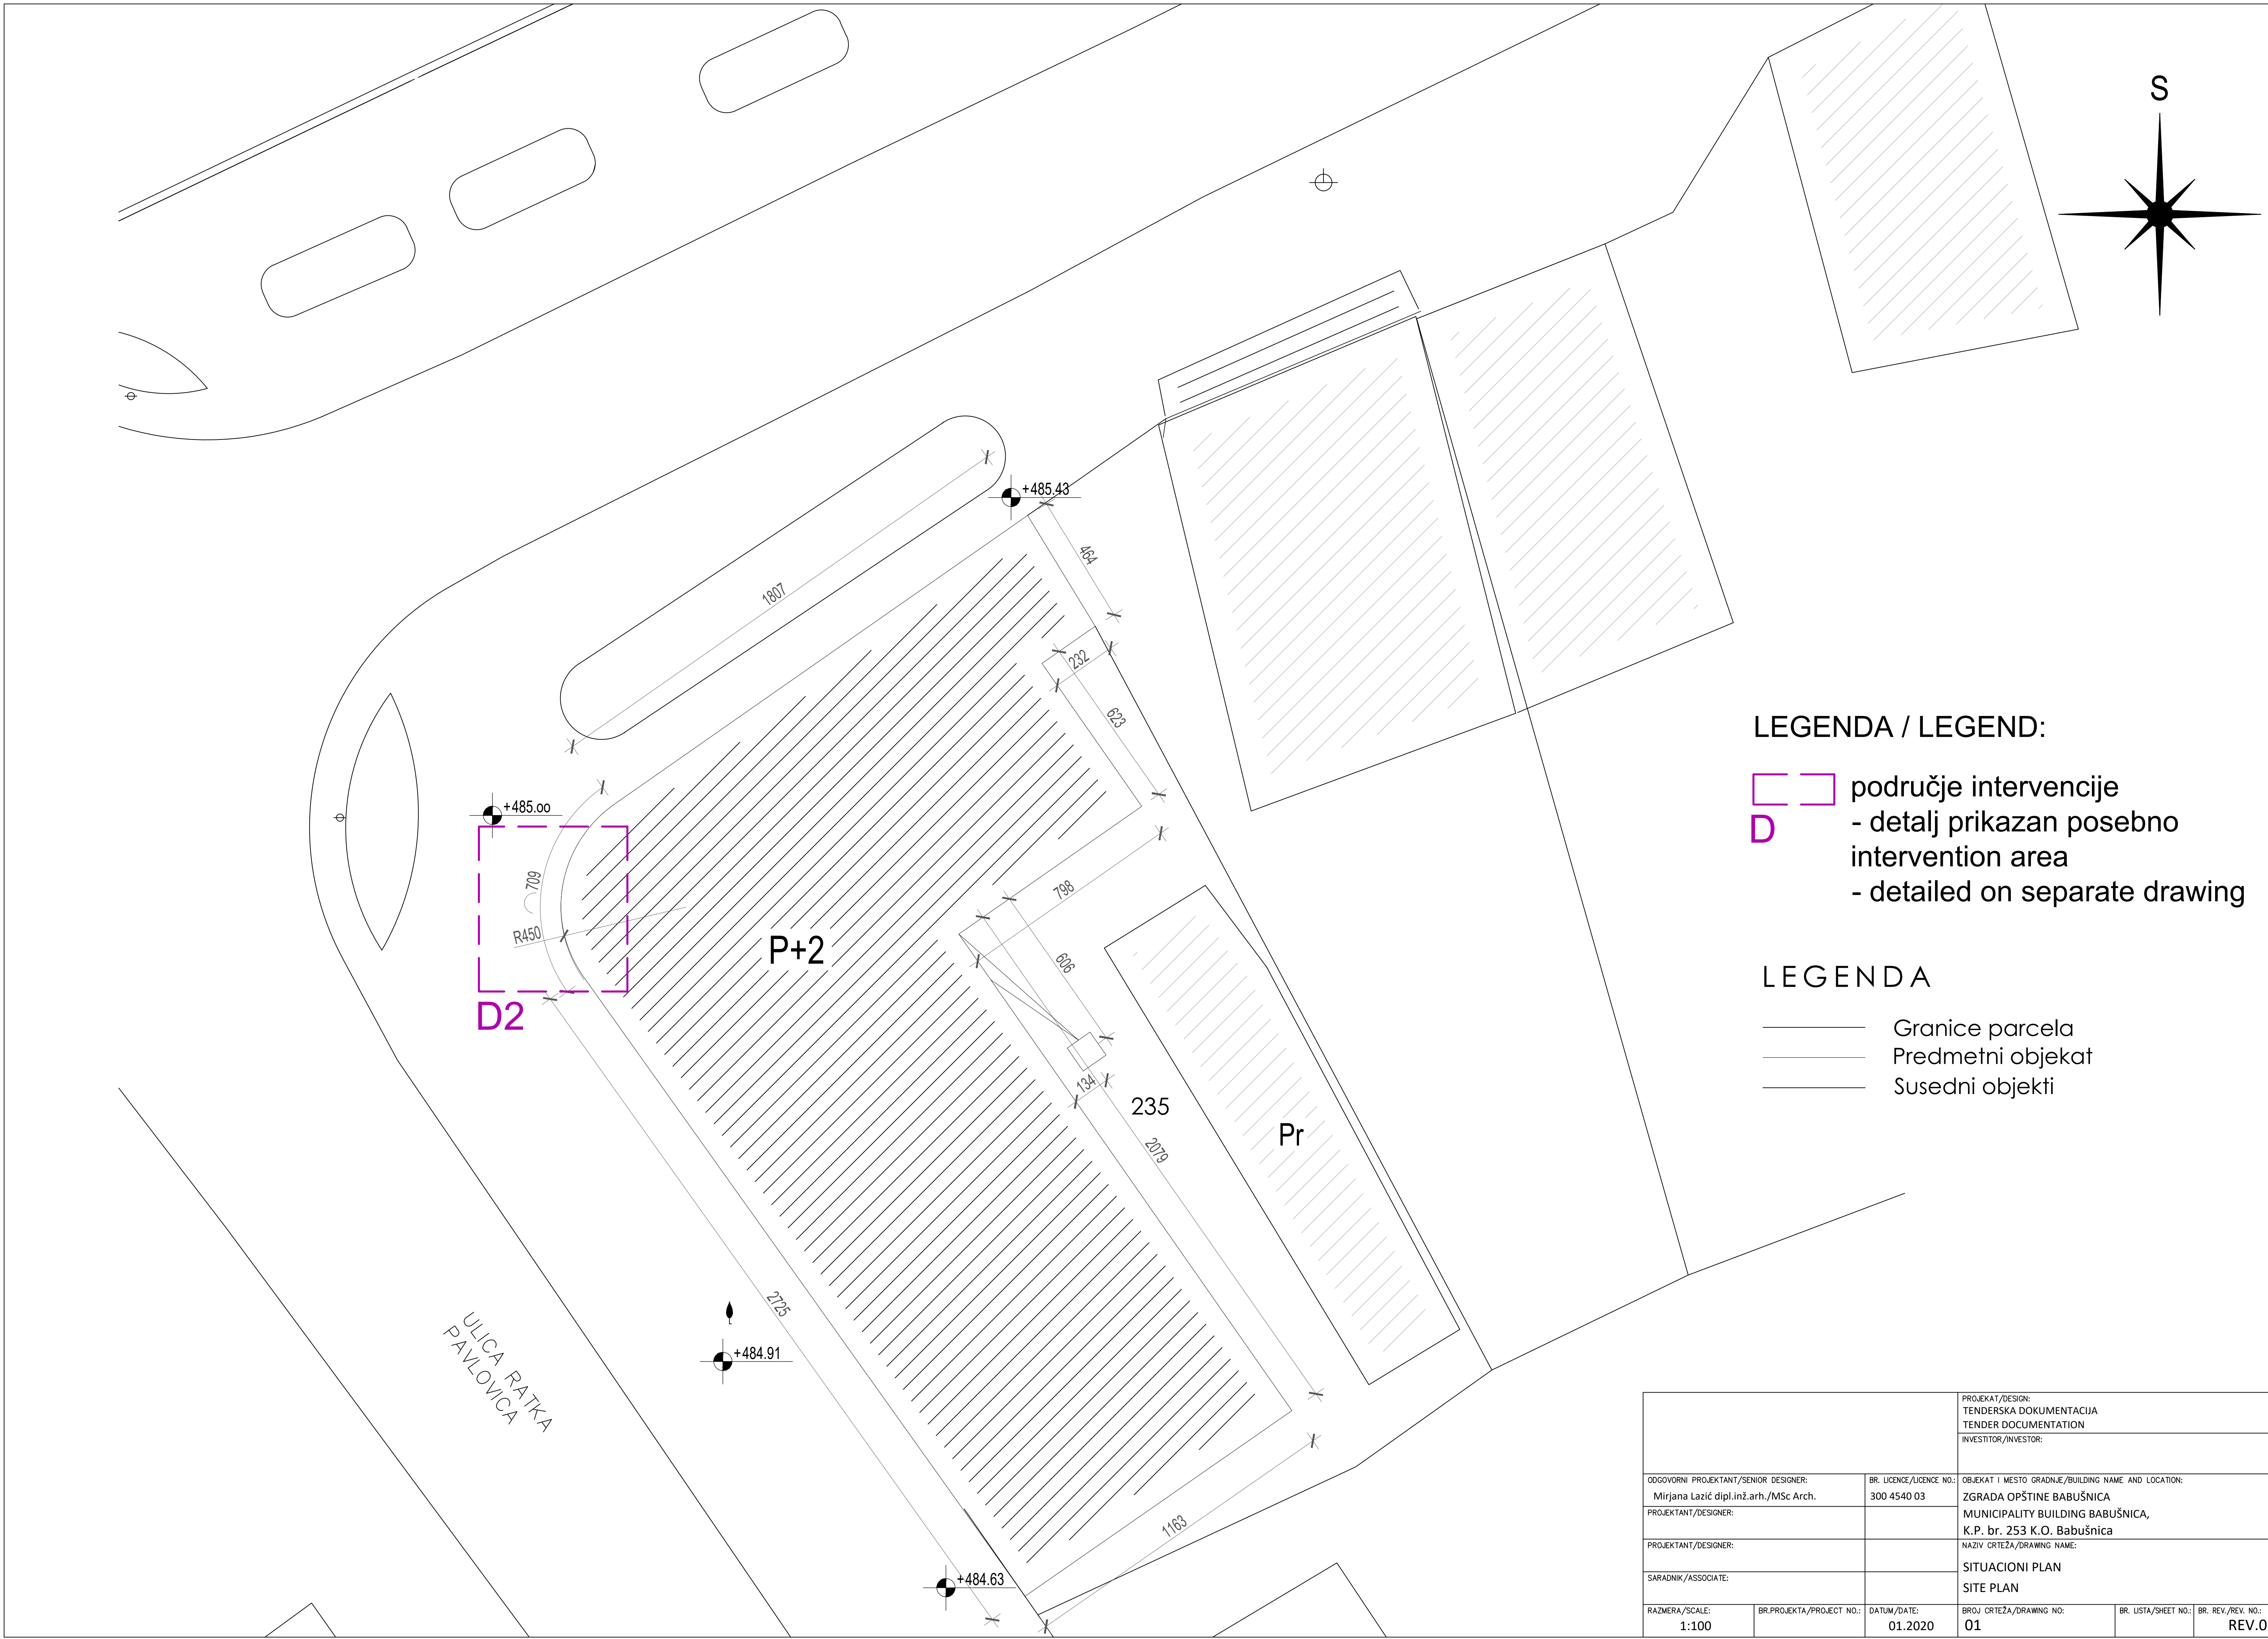 S
+485.43
464
1807
232
623
+485.oo
709
R450
798
P+2
606
D2
134
235
2079
Pr
2725
+484.91
ULICA RATKA
PAVLOVICA
1163
+484.63
LEGENDA / LEGEND:
područje intervencije
D
- detalj prikazan posebno
intervention area
- detailed on separate drawing
LEGENDA
Granice parcela
Predmetni objekat
Susedni objekti
PROJEKAT/DESIGN:
TENDERSKA DOKUMENTACIJA
TENDER DOCUMENTATION
INVESTITOR/INVESTOR:
ODGOVORNI PROJEKTANT/SENIOR DESIGNER:
Mirjana Lazić dipl.inž.arh./MSc Arch.
BR. LICENCE/LICENCE NO.:
300 4540 03
OBJEKAT I MESTO GRADNJE/BUILDING NAME AND LOCATION:
ZGRADA OPŠTINE BABUŠNICA
MUNICIPALITY BUILDING BABUŠNICA,
K.P. br. 253 K.O. Babušnica
PROJEKTANT/DESIGNER:
PROJEKTANT/DESIGNER:
NAZIV CRTEŽA/DRAWING NAME:
SITUACIONI PLAN
SITE PLAN
SARADNIK/ASSOCIATE:
RAZMERA/SCALE:
1:100
BR.PROJEKTA/PROJECT NO.:
DATUM/DATE:
01.2020
BROJ CRTEŽA/DRAWING NO:
01
BR. LISTA/SHEET NO.:
BR. REV./REV. NO.: